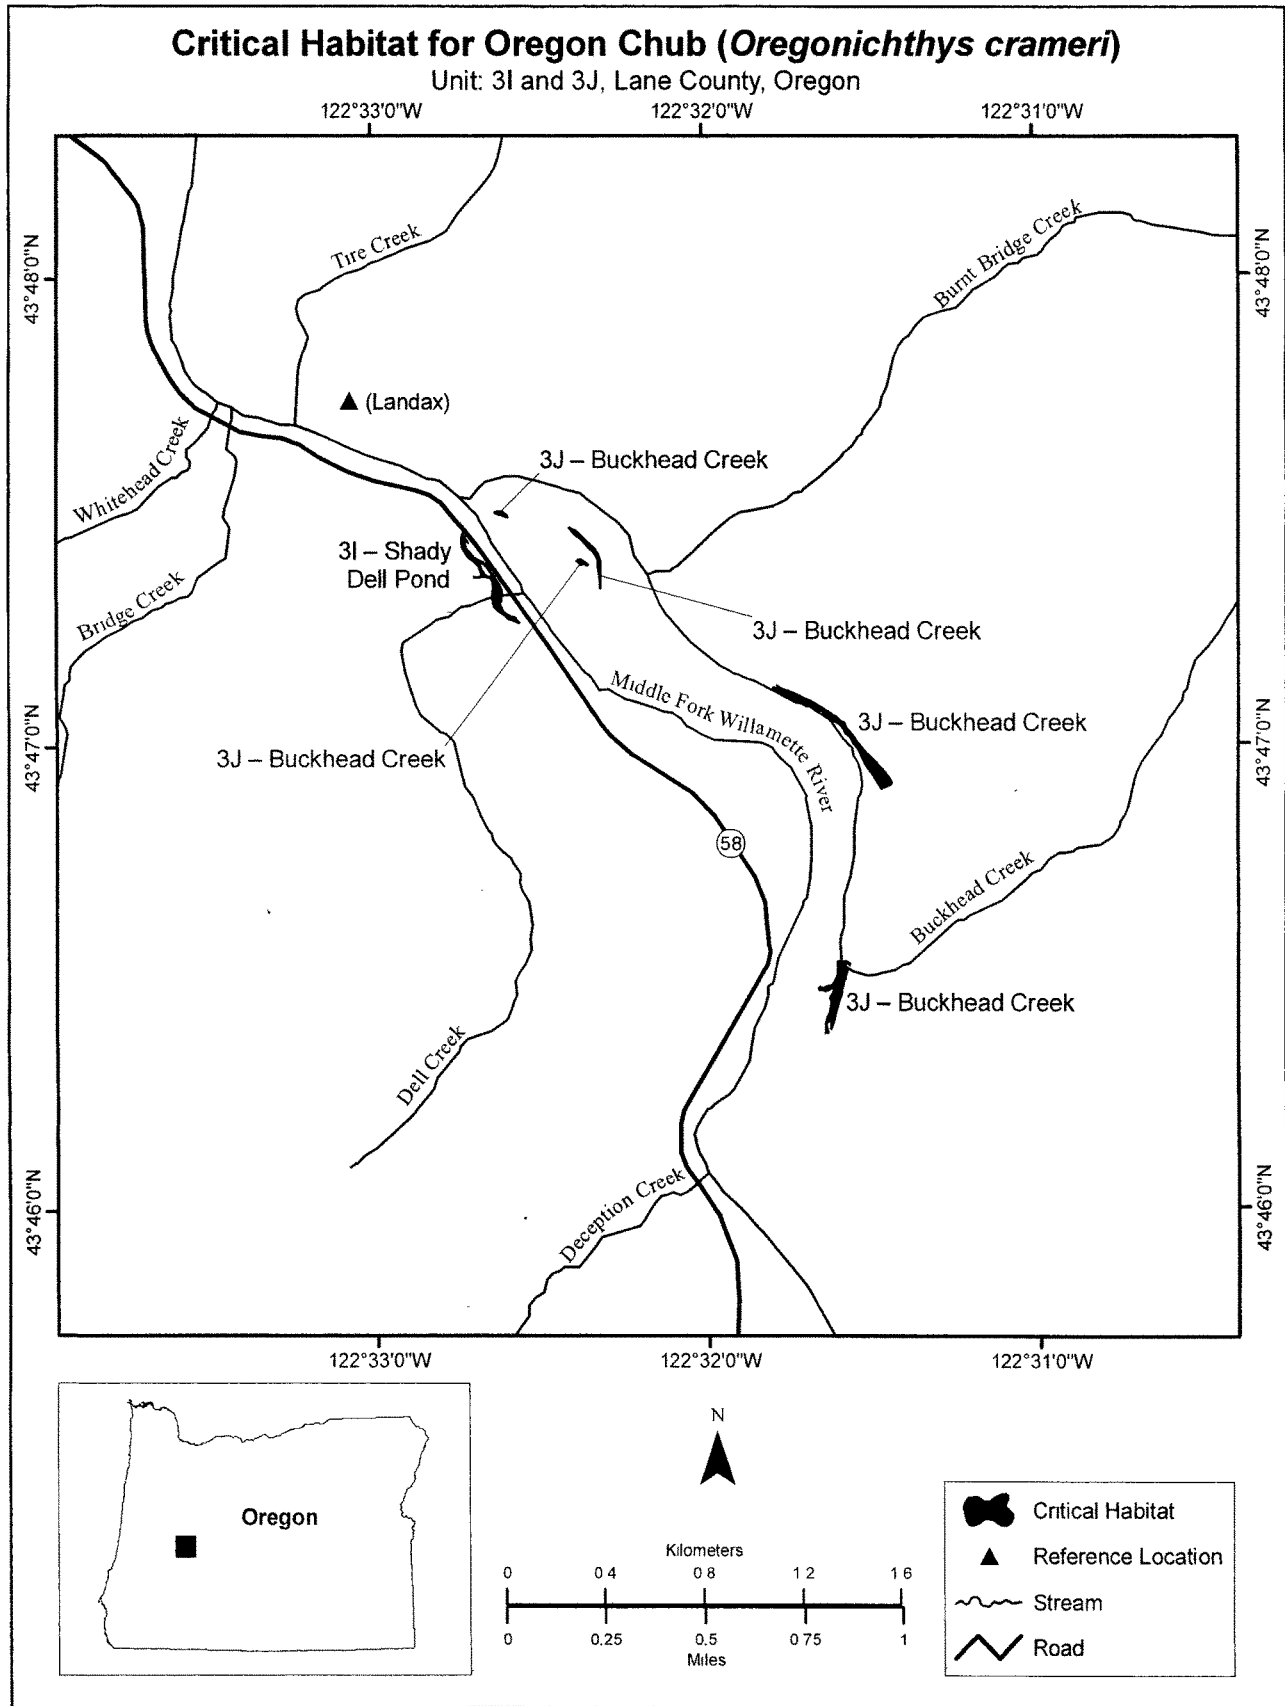 Critical Habitat for Oregon Chub (Oregonichthys crameri)
Unit: 3I and 3J, Lane County, Oregon
122°33'0"W 122°32'0"W 122°31'0"W
43°48'0"N
43°48'0"N
Tire Creek
Burnt Bridge Creek
(Landax)
Whitehead Creek
3J – Buckhead Creek
3I – Shady
Dell Pond
Bridge Creek
3J – Buckhead Creek
Middle Fork Willamette River
3J – Buckhead Creek
3J – Buckhead Creek
43°47'0"N
43°47'0"N
58
Buckhead Creek
3J – Buckhead Creek
Dell Creek
Deception Creek
43°46'0"N
43°46'0"N
122°33'0"W 122°32'0"W 122°31'0"W
Oregon
N
Kilometers
0 0 4 0 8 1 2 1 6
0 0.25 0.5 0 75 1
Miles
Critical Habitat
Reference Location
Stream
Road